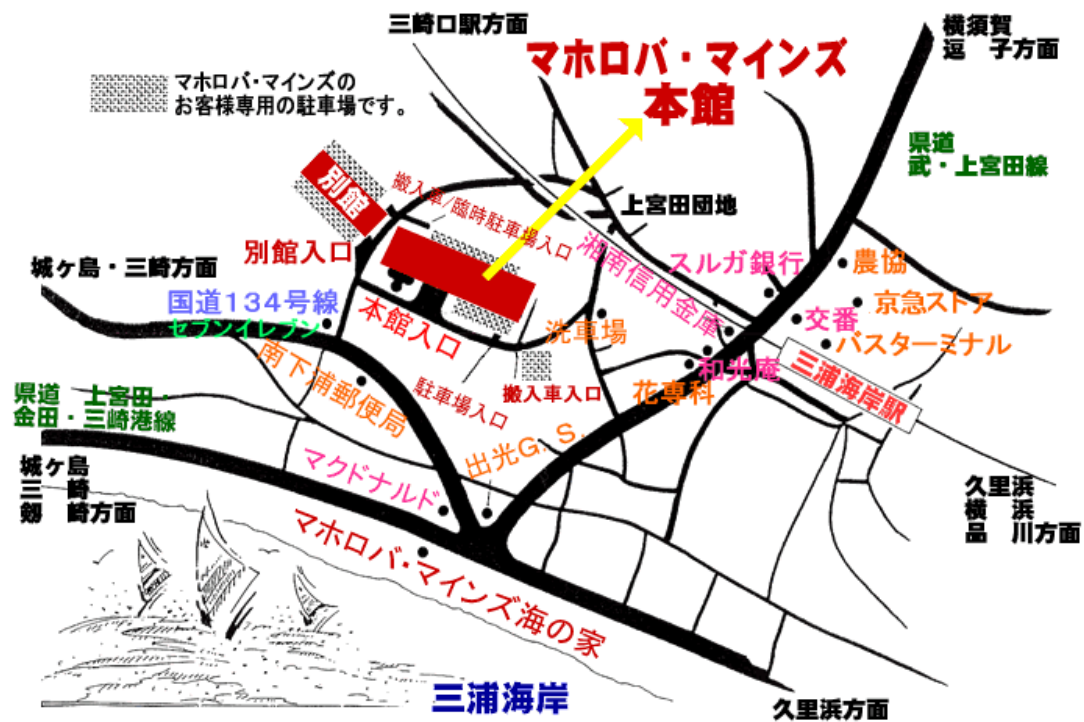 三崎口駅方面
横須賀
逗　子方面
マホロバ・マインズ
本館
マホロバ・マインズの
お客様専用の駐車場です。
県道
武・上宮田線
別館
搬入車/臨時駐車場入口
上宮田団地
別館入口
湘南信用金庫
スルガ銀行
農協
城ヶ島・三崎方面
国道134号線
京急ストア
本館入口
交番
セブンイレブン
洗車場
バスターミナル
南下浦郵便局
和光庵
三浦海岸駅
駐車場入口
搬入車入口
花専科
県道　上宮田・
金田・三崎港線
出光G.S.
マクドナルド
城ヶ島
三　崎
剱　崎方面
久里浜
横　浜
品　川方面
マホロバ・マインズ海の家
三浦海岸
久里浜方面